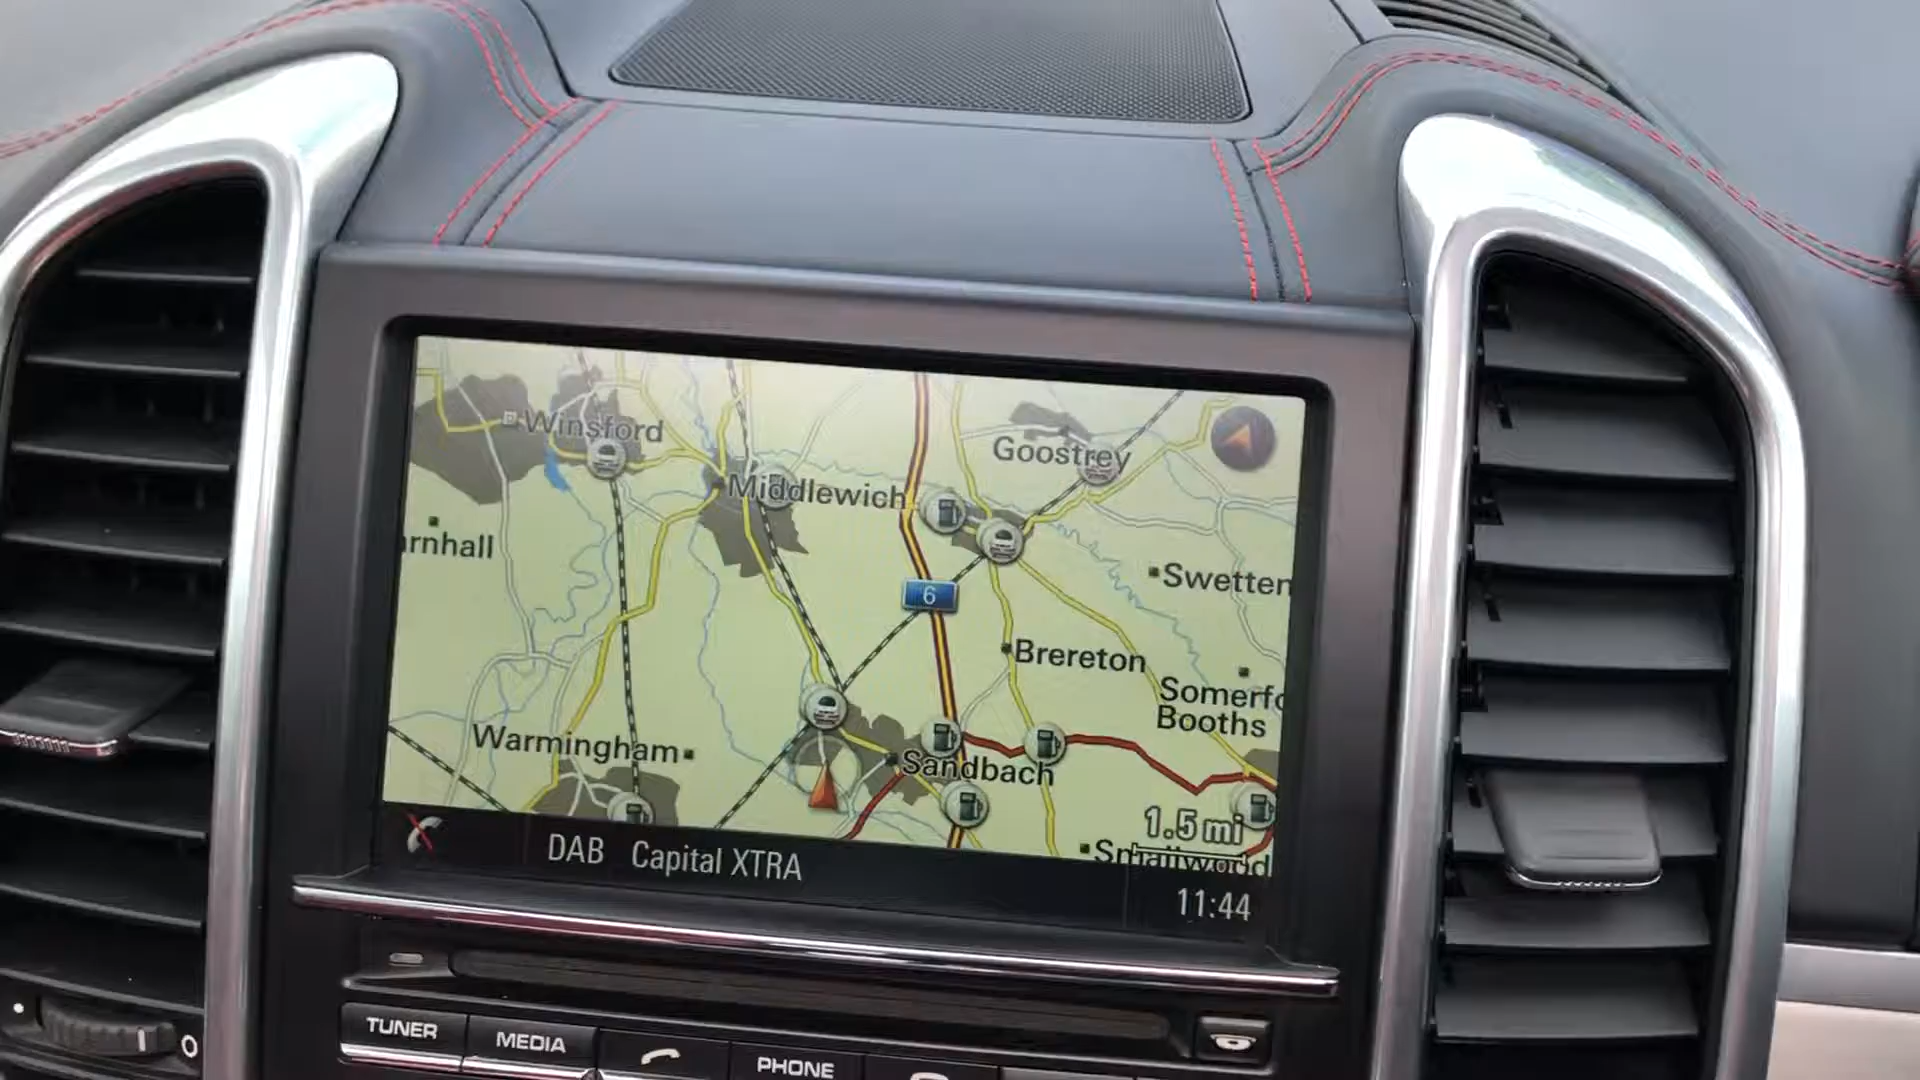 Winsford
Goostrey
Middlewich
rnhall
Swetten
6
Brereton
Somerfo
Booths
Warmingham
Sandbach
1.5 mi
Smallwood
DAB Capital XTRA
11:44
TUNER
MEDIA
PHONE
O